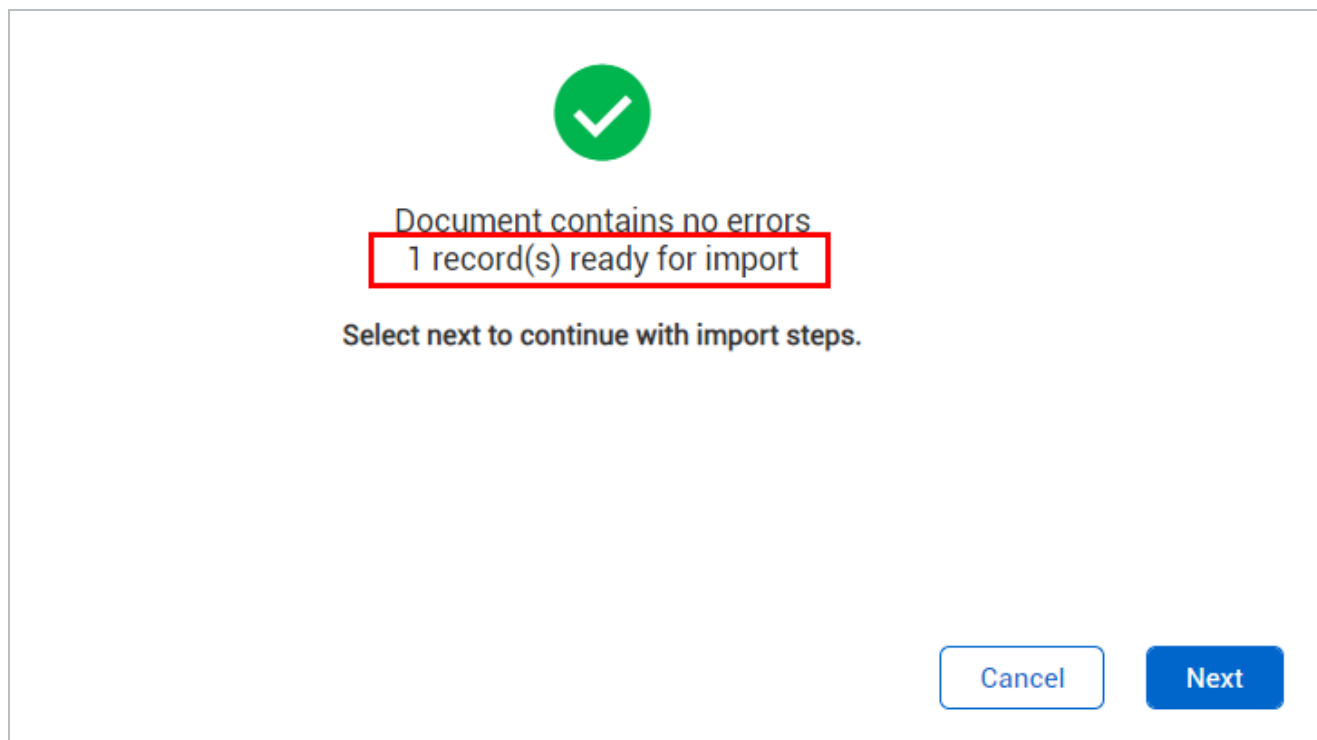 Document contains no errors
1 record(s) ready for import
Select next to continue with import steps.
Cancel
Next